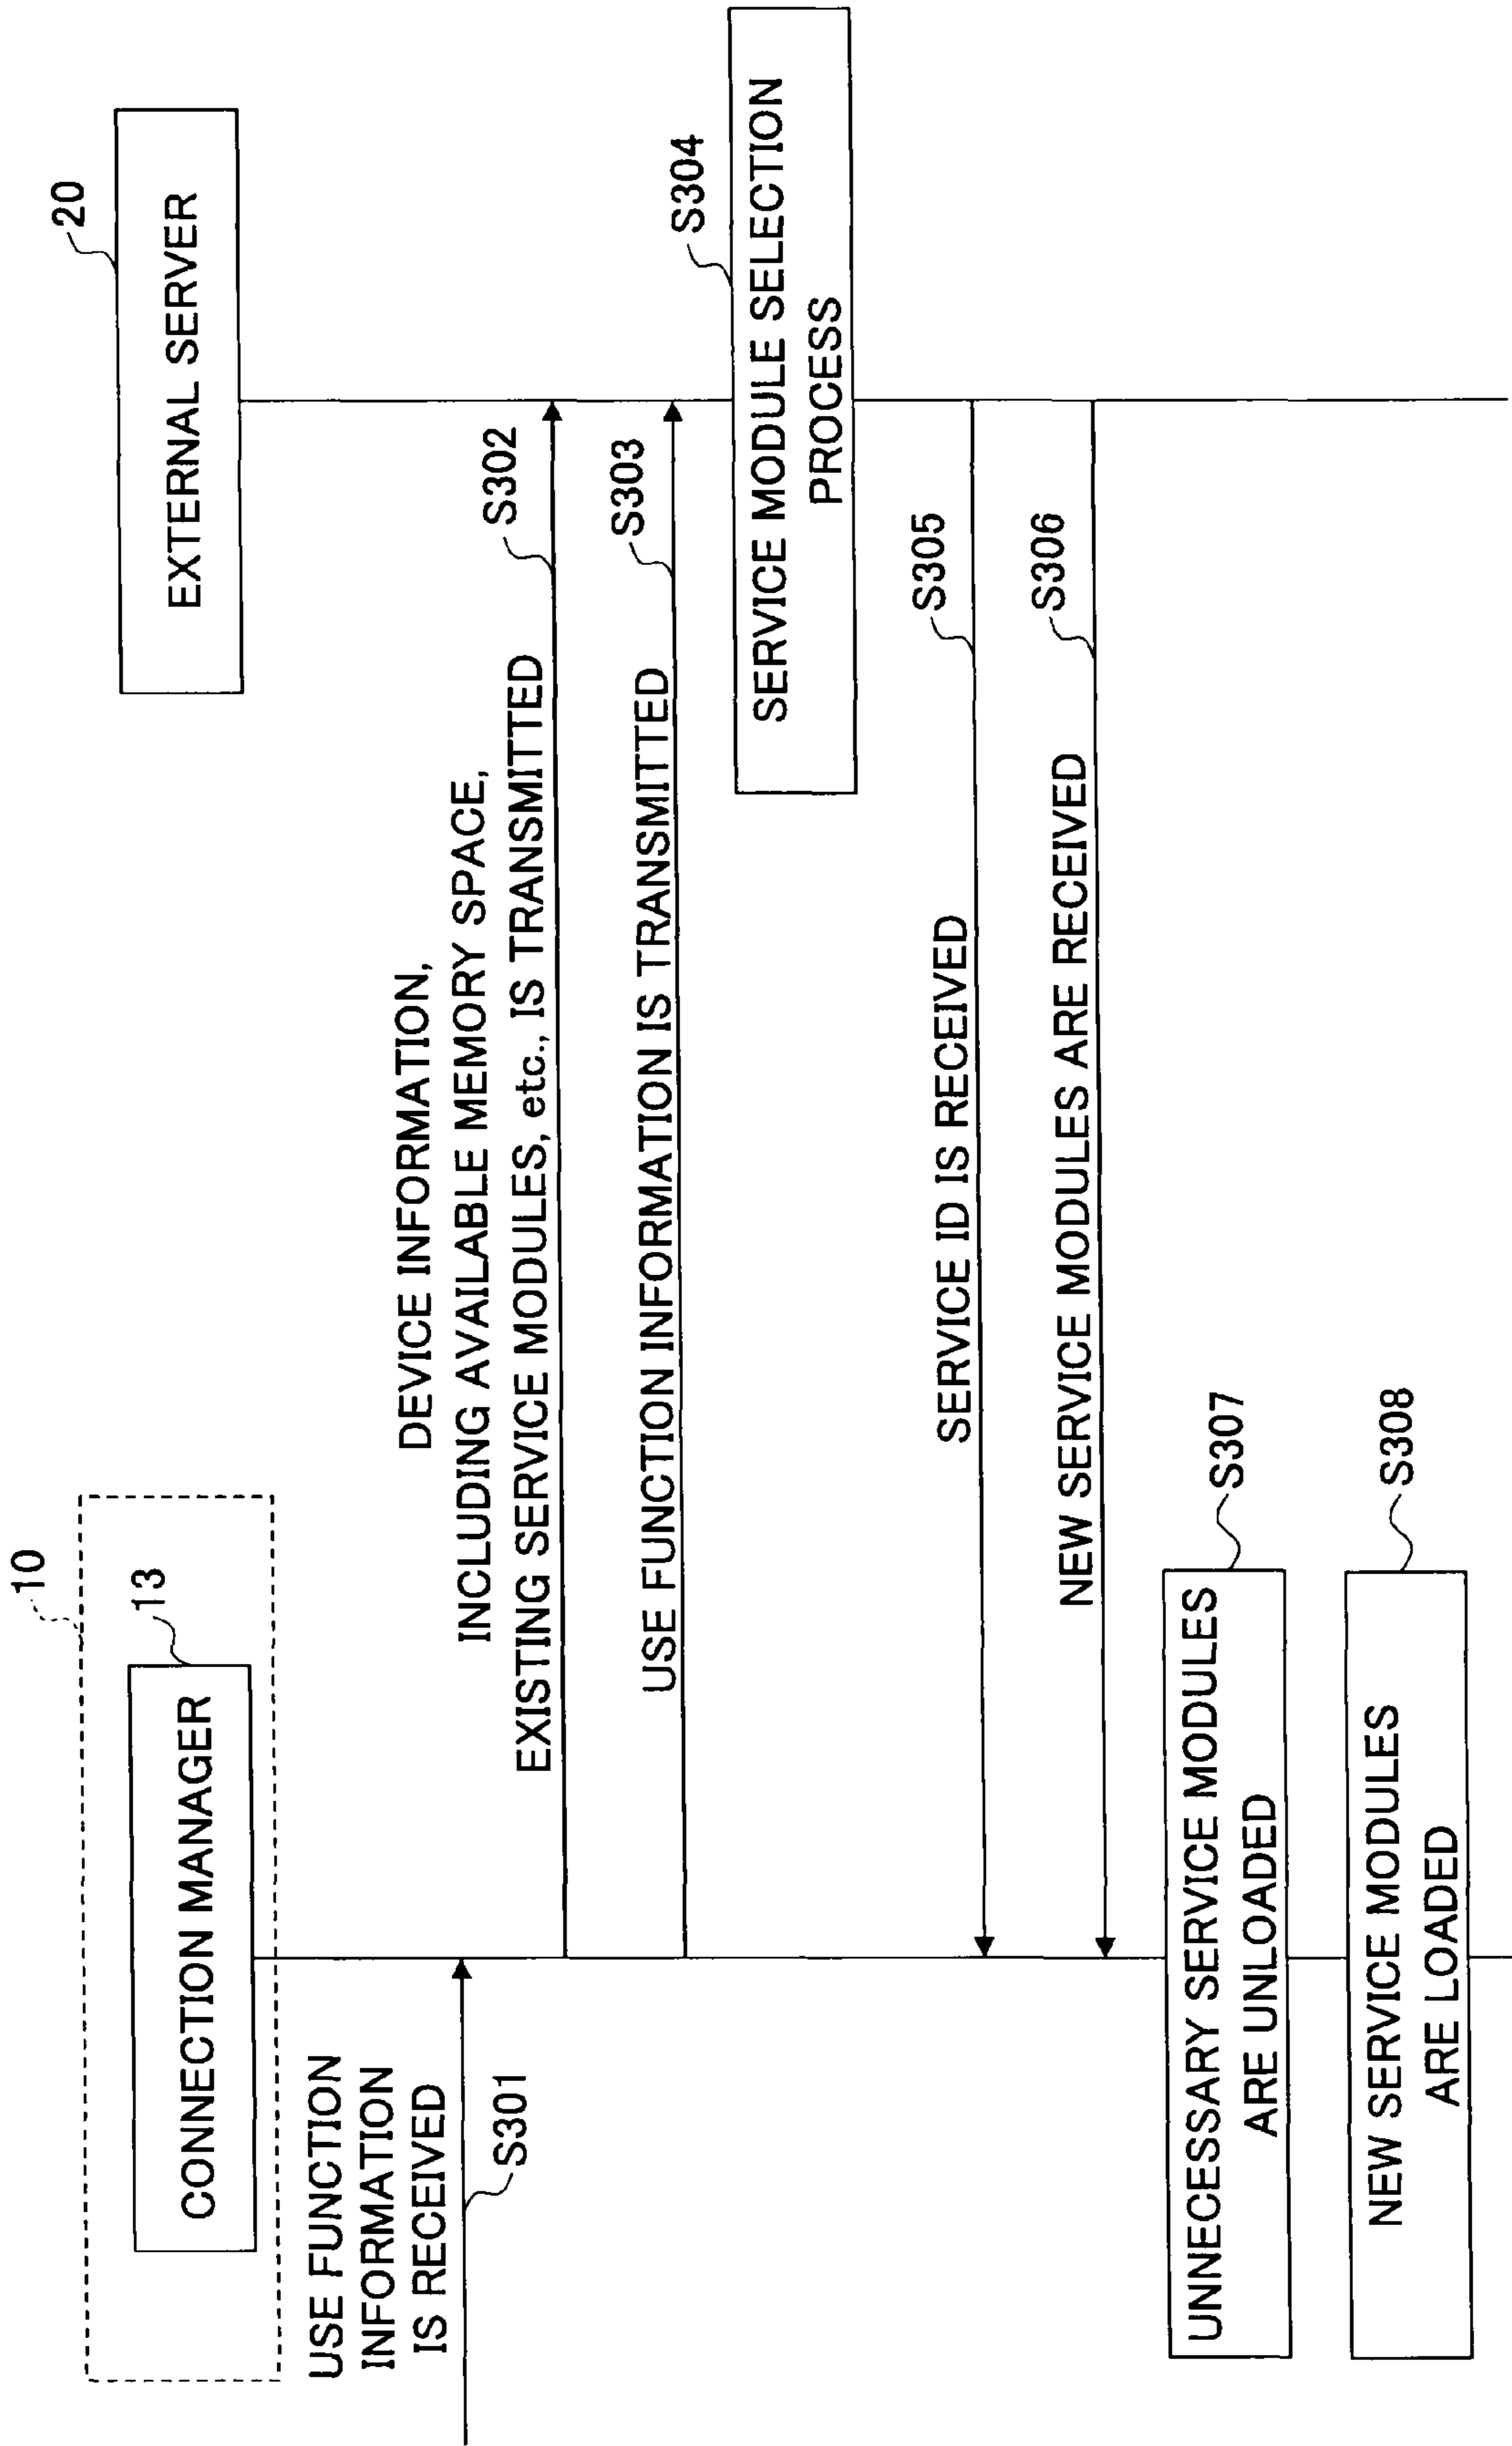 10
13
CONNECTION MANAGER
20
EXTERNAL SERVER
USE FUNCTION
INFORMATION
IS RECEIVED
S301
DEVICE INFORMATION,
INCLUDING AVAILABLE MEMORY SPACE,
EXISTING SERVICE MODULES, etc., IS TRANSMITTED
S302
USE FUNCTION INFORMATION IS TRANSMITTED
S303
S304
SERVICE MODULE SELECTION
PROCESS
SERVICE ID IS RECEIVED
S305
NEW SERVICE MODULES ARE RECEIVED
S306
UNNECESSARY SERVICE MODULES
ARE UNLOADED
S307
NEW SERVICE MODULES
ARE LOADED
S308